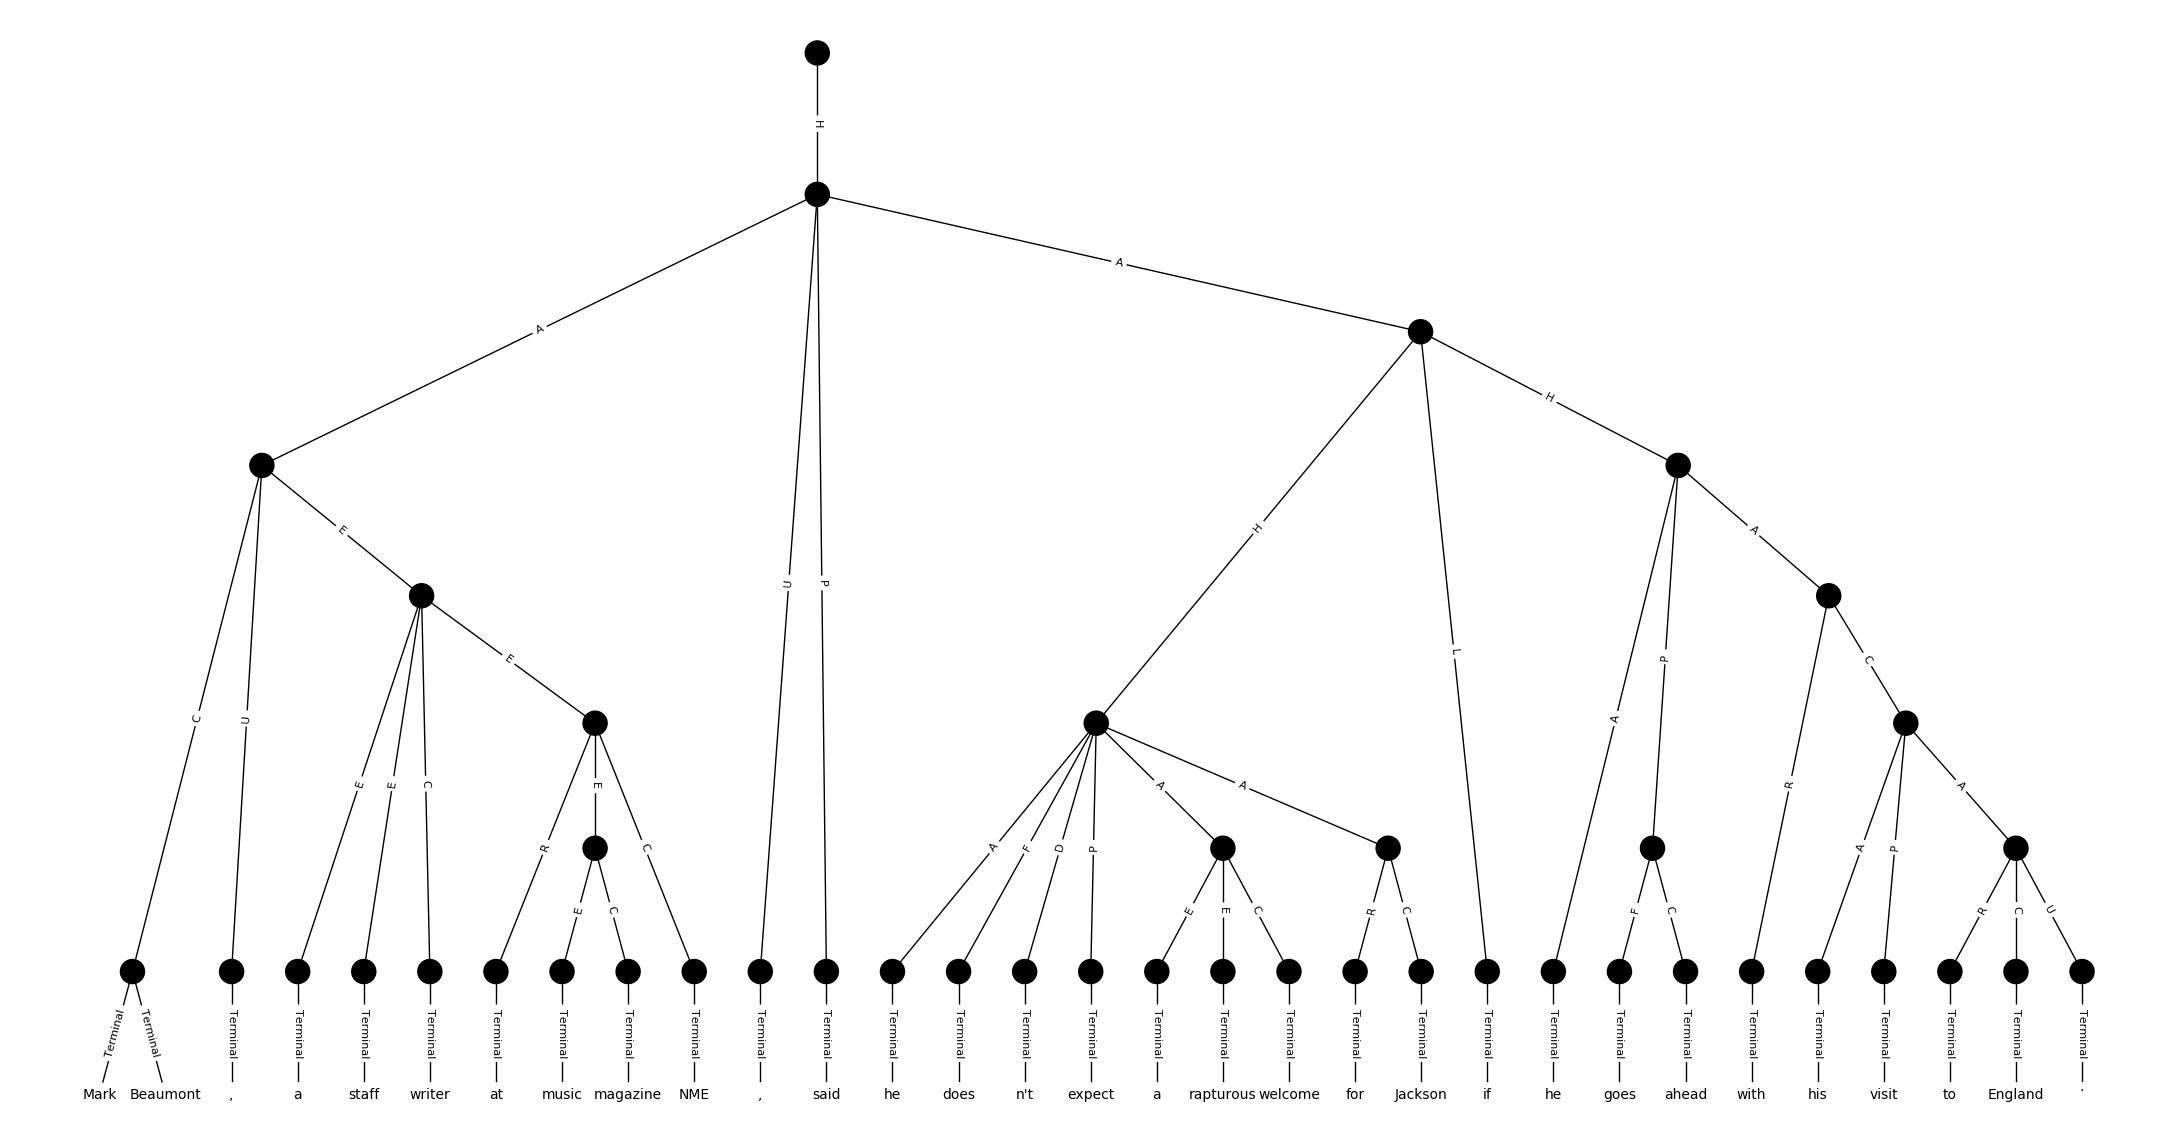 H
A
A
H
E
A
H
U
P
E
L
P
C
C
U
A
E
E
C
E
A
A
R
A
R
C
A
F
D
P
A
P
E
C
E
E
C
R
C
F
C
R
C
U
Terminal Terminal Terminal Terminal Terminal Terminal Terminal Terminal Terminal Terminal Terminal Terminal Terminal Terminal Terminal Terminal Terminal Terminal Terminal Terminal Terminal Terminal Terminal Terminal Terminal Terminal Terminal Terminal Terminal Terminal Terminal
Mark Beaumont , a staff writer at music magazine NME , said he does n't expect a rapturous welcome for Jackson if he goes ahead with his visit to England .